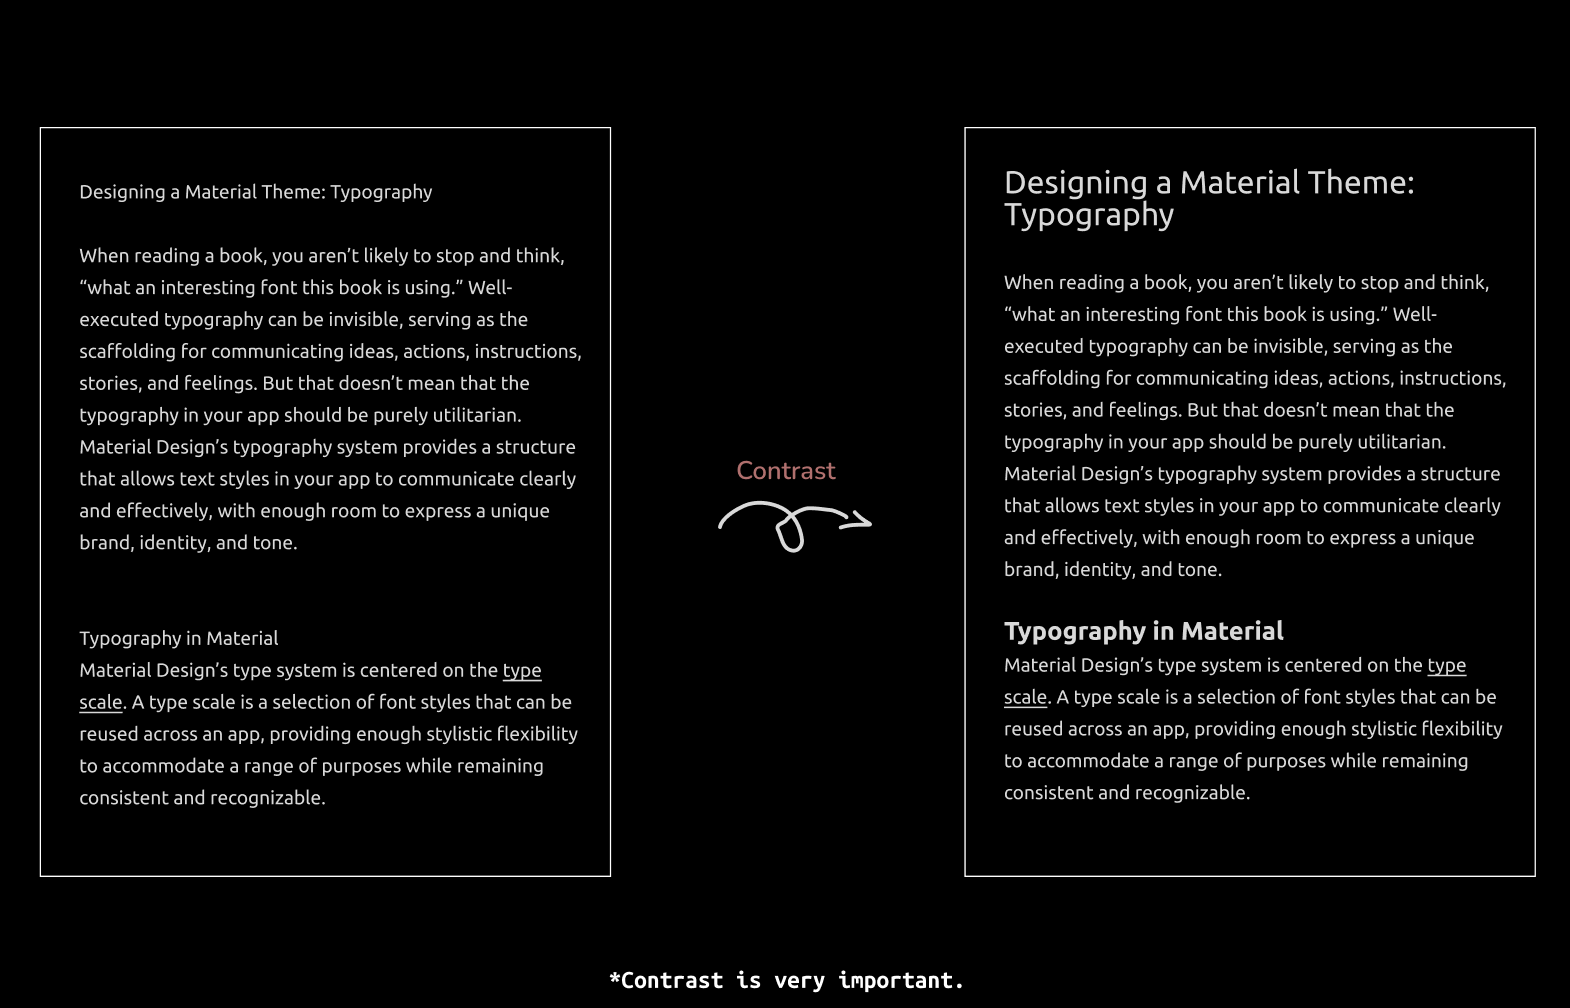 Designing a Material Theme: Typography
When reading a book, you aren’t likely to stop and think,
“what an interesting font this book is using.” Well-
executed typography can be invisible, serving as the
scaffolding for communicating ideas, actions, instructions,
stories, and feelings. But that doesn’t mean that the
typography in your app should be purely utilitarian.
Material Design’s typography system provides a structure
that allows text styles in your app to communicate clearly
and effectively, with enough room to express a unique
brand, identity, and tone.
Typography in Material
Material Design’s type system is centered on the type
scale. A type scale is a selection of font styles that can be
reused across an app, providing enough stylistic flexibility
to accommodate a range of purposes while remaining
consistent and recognizable.
Contrast
Designing a Material Theme:
Typography
When reading a book, you aren’t likely to stop and think,
“what an interesting font this book is using.” Well-
executed typography can be invisible, serving as the
scaffolding for communicating ideas, actions, instructions,
stories, and feelings. But that doesn’t mean that the
typography in your app should be purely utilitarian.
Material Design’s typography system provides a structure
that allows text styles in your app to communicate clearly
and effectively, with enough room to express a unique
brand, identity, and tone.
Typography in Material
Material Design’s type system is centered on the type
scale. A type scale is a selection of font styles that can be
reused across an app, providing enough stylistic flexibility
to accommodate a range of purposes while remaining
consistent and recognizable.
*Contrast is very important.